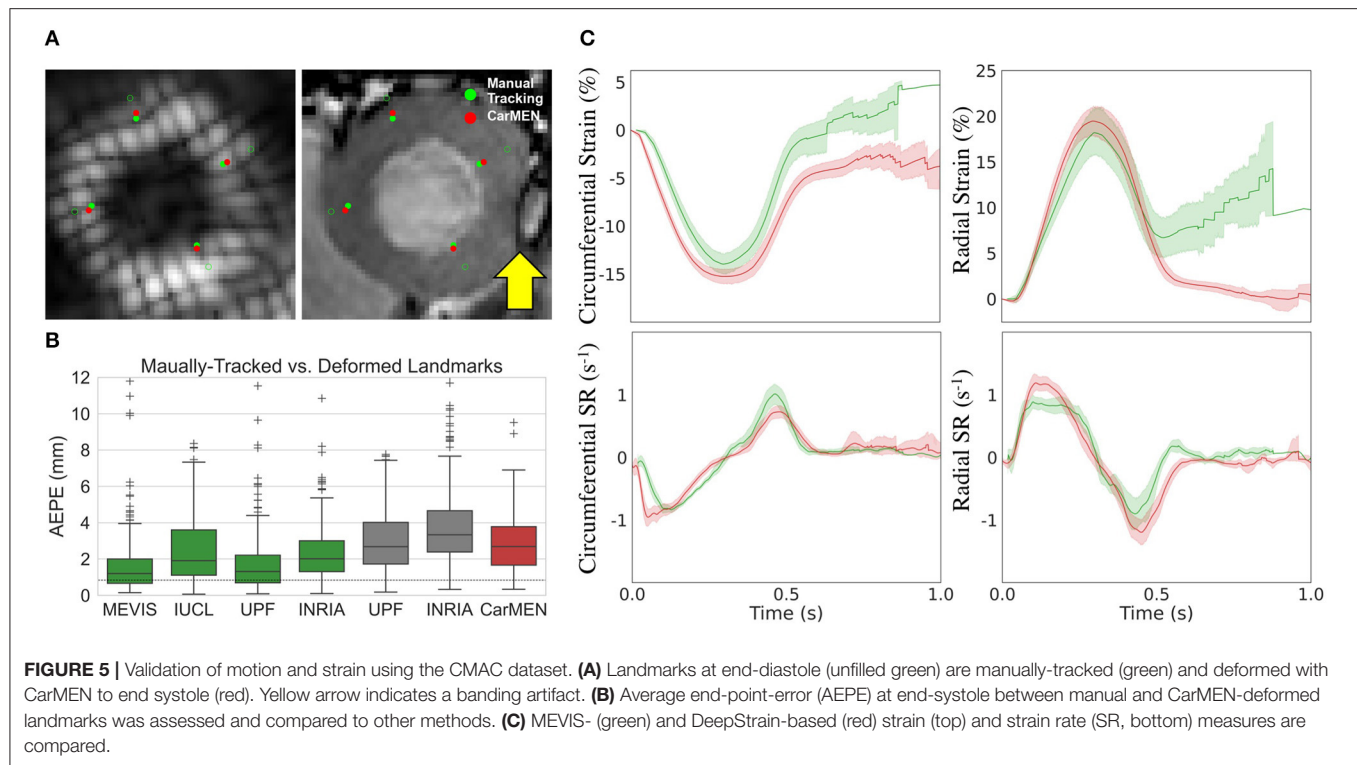 A
Manual
Tracking
CarMEN
B
Maually-Tracked vs. Deformed Landmarks
AEPE (mm)
12
10
8
6
4
2
0
MEVIS IUCL UPF INRIA UPF INRIA CarMEN
C
Circumferential Strain (%)
5
0
-5
-10
-15
Radial Strain (%)
25
20
15
10
5
0
Circumferential SR (s-1)
1
0
-1
0.0 0.5 1.0
Time (s)
Radial SR (s-1)
1
0
-1
0.0 0.5 1.0
Time (s)
FIGURE 5 | Validation of motion and strain using the CMAC dataset. (A) Landmarks at end-diastole (unfilled green) are manually-tracked (green) and deformed with
CarMEN to end systole (red). Yellow arrow indicates a banding artifact. (B) Average end-point-error (AEPE) at end-systole between manual and CarMEN-deformed
landmarks was assessed and compared to other methods. (C) MEVIS- (green) and DeepStrain-based (red) strain (top) and strain rate (SR, bottom) measures are
compared.